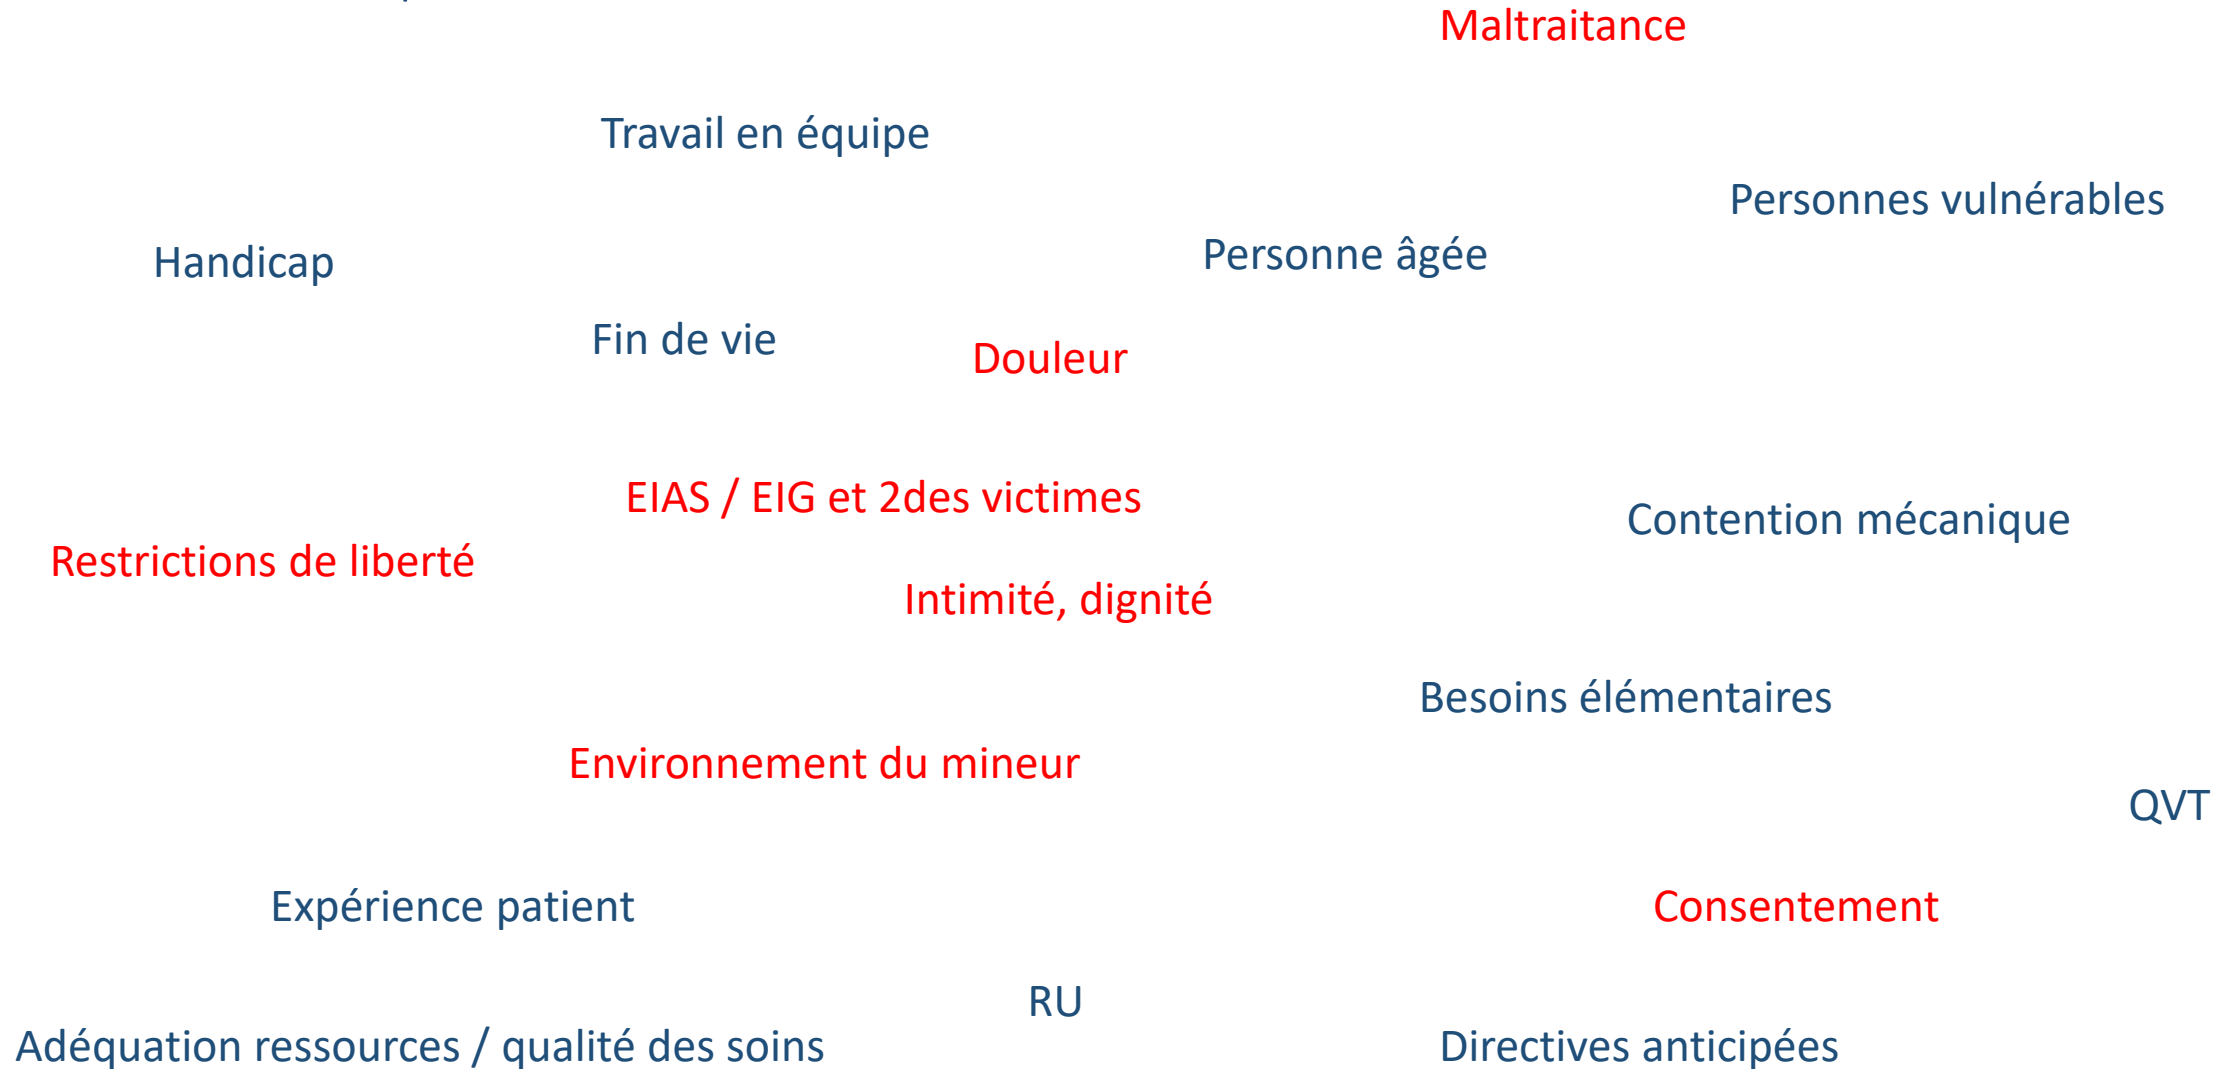 Maltraitance
Travail en équipe
Personnes vulnérables
Handicap
Personne âgée
Fin de vie
Douleur
EIAS / EIG et 2des victimes
Contention mécanique
Restrictions de liberté
Intimité, dignité
Besoins élémentaires
Environnement du mineur
QVT
Expérience patient
Consentement
RU
Adéquation ressources / qualité des soins
Directives anticipées